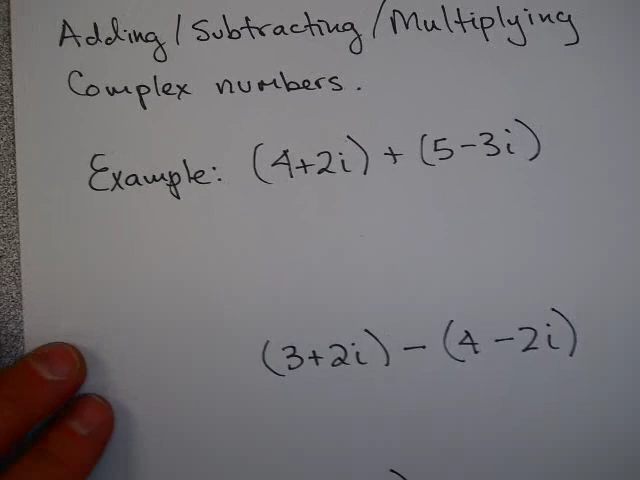 Adding/Subtracting/Multiplying
Complex numbers.
Example: (4+2i) + (5-3i)
(3+2i) - (4-2i)